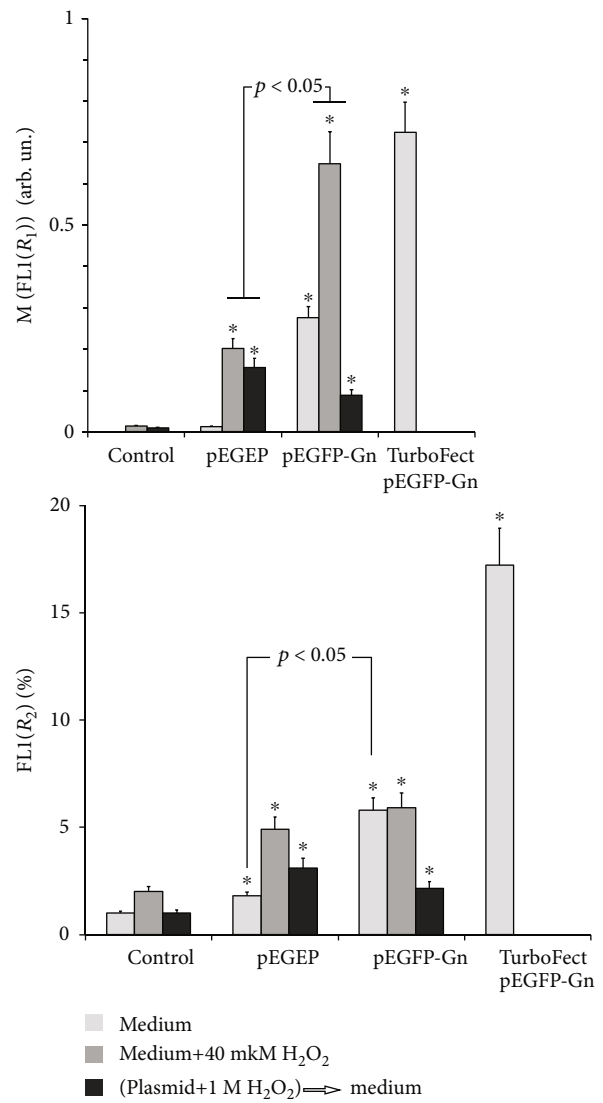 1
0.5
0
M (FL1(R₁)) (arb. un.)
p < 0.05
* * * * * * *
Control pEGEP pEGFP-Gn TurboFect
pEGFP-Gn
20
15
10
5
0
FL1(R₂) (%)
p < 0.05
* * * * * * *
Control pEGEP pEGFP-Gn TurboFect
pEGFP-Gn
Medium
Medium+40 mkM H₂O₂
(Plasmid+1 M H₂O₂) ⟹ medium